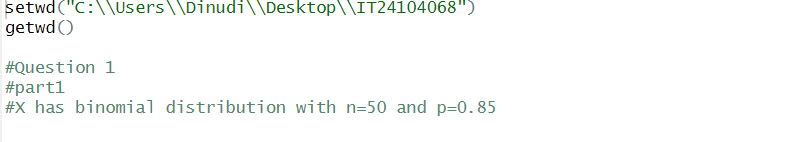 setwd("C:\\Users\\Dinudi\\Desktop\\IT24104068")
getwd()
#Question 1
#part1
#X has binomial distribution with n=50 and p=0.85